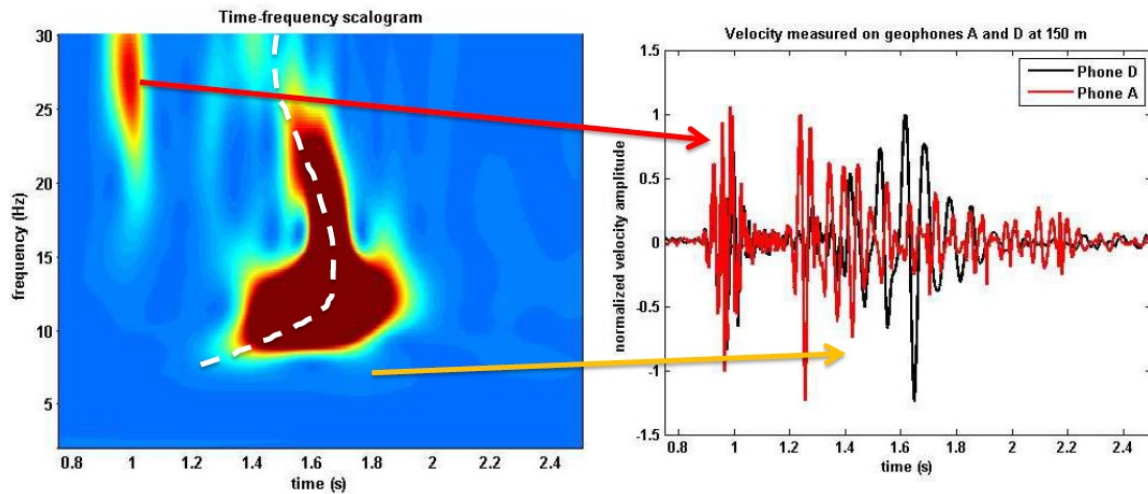 Time-frequency scalogram
30
25
20
15
10
5
frequency (Hz)
0.8 1 1.2 1.4 1.6 1.8 2 2.2 2.4
time (s)
Velocity measured on geophones A and D at 150 m
Phone D
Phone A
1.5
1
0.5
0
-0.5
-1
-1.5
normalized velocity amplitude
0.8 1 1.2 1.4 1.6 1.8 2 2.2 2.4
time (s)